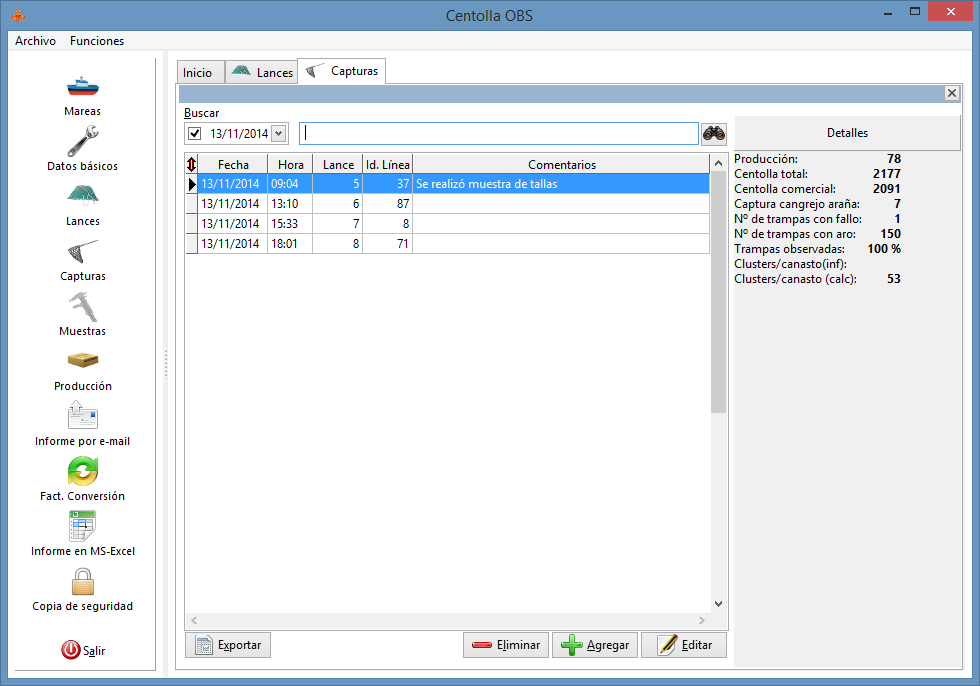 Centolla OBS
Archivo Funciones
Mareas
Datos básicos
Lances
Capturas
Muestras
Producción
Informe por e-mail
Fact. Conversión
Informe en MS-Excel
Copia de seguridad
Salir
Inicio Lances Capturas
Buscar
13/11/2014
Fecha Hora Lance Id. Línea Comentarios
13/11/2014 09:04 5 37 Se realizó muestra de tallas
13/11/2014 13:10 6 87
13/11/2014 15:33 7 8
13/11/2014 18:01 8 71
Exportar Eliminar Agregar Editar
Detalles
Producción: 78
Centolla total: 2177
Centolla comercial: 2091
Captura cangrejo araña: 7
Nº de trampas con fallo: 1
Nº de trampas con aro: 150
Trampas observadas: 100 %
Clusters/canasto(inf):
Clusters/canasto (calc): 53